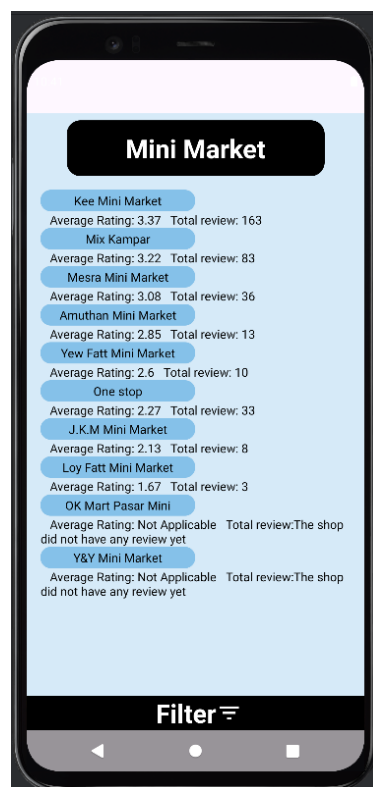 Mini Market
Kee Mini Market
Average Rating: 3.37 Total review: 163
Mix Kampar
Average Rating: 3.22 Total review: 83
Mesra Mini Market
Average Rating: 3.08 Total review: 36
Amuthan Mini Market
Average Rating: 2.85 Total review: 13
Yew Fatt Mini Market
Average Rating: 2.6 Total review: 10
One stop
Average Rating: 2.27 Total review: 33
J.K.M Mini Market
Average Rating: 2.13 Total review: 8
Loy Fatt Mini Market
Average Rating: 1.67 Total review: 3
OK Mart Pasar Mini
Average Rating: Not Applicable Total review:The shop
did not have any review yet
Y&Y Mini Market
Average Rating: Not Applicable Total review:The shop
did not have any review yet
Filter